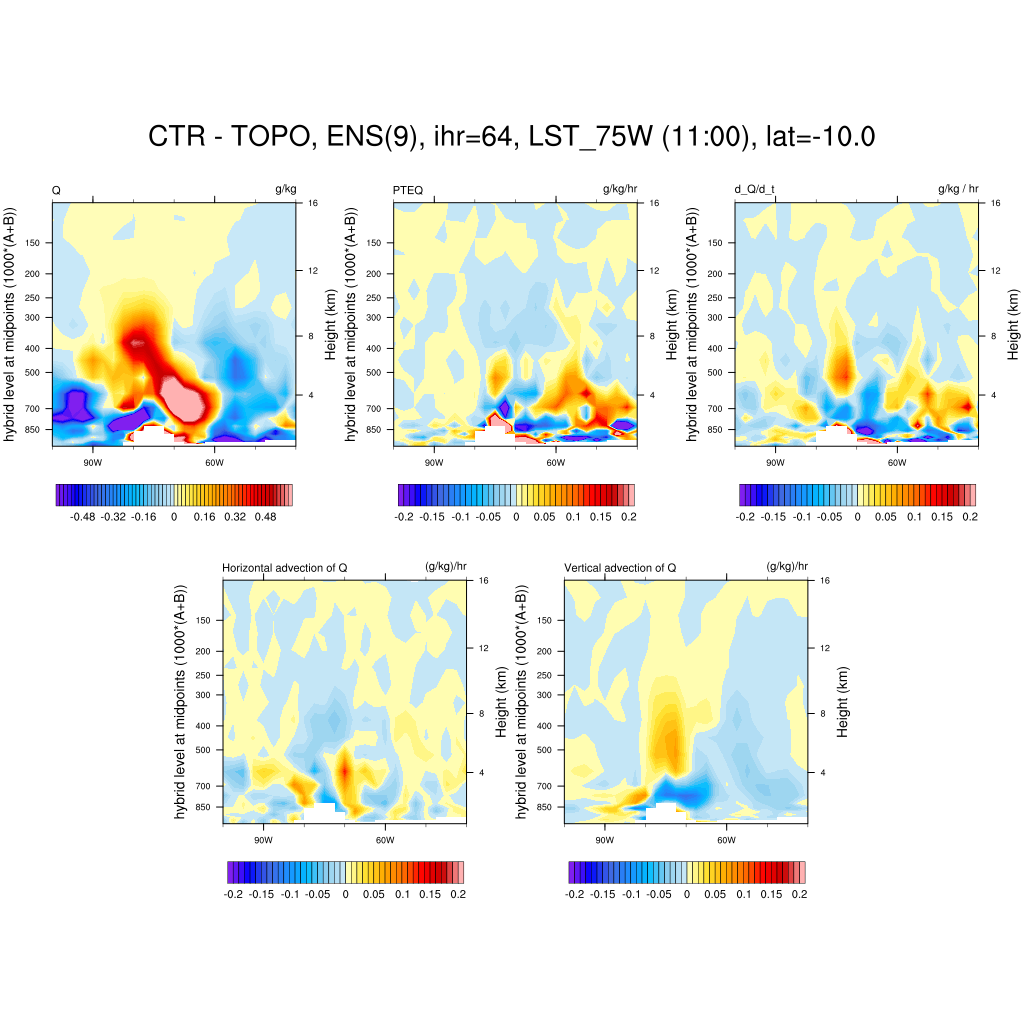 CTR - TOPO, ENS(9), ihr=64, LST_75W (11:00), lat=-10.0
Q g/kg
hybrid level at midpoints (1000*(A+B))
150
200
250
300
400
500
700
850
16
12
8
4
Height (km)
90W 60W
-0.48 -0.32 -0.16 0 0.16 0.32 0.48
PTEQ g/kg/hr
hybrid level at midpoints (1000*(A+B))
150
200
250
300
400
500
700
850
16
12
8
4
Height (km)
90W 60W
-0.2 -0.15 -0.1 -0.05 0 0.05 0.1 0.15 0.2
d_Q/d_t g/kg / hr
hybrid level at midpoints (1000*(A+B))
150
200
250
300
400
500
700
850
16
12
8
4
Height (km)
90W 60W
-0.2 -0.15 -0.1 -0.05 0 0.05 0.1 0.15 0.2
Horizontal advection of Q (g/kg)/hr
hybrid level at midpoints (1000*(A+B))
150
200
250
300
400
500
700
850
16
12
8
4
Height (km)
90W 60W
-0.2 -0.15 -0.1 -0.05 0 0.05 0.1 0.15 0.2
Vertical advection of Q (g/kg)/hr
hybrid level at midpoints (1000*(A+B))
150
200
250
300
400
500
700
850
16
12
8
4
Height (km)
90W 60W
-0.2 -0.15 -0.1 -0.05 0 0.05 0.1 0.15 0.2